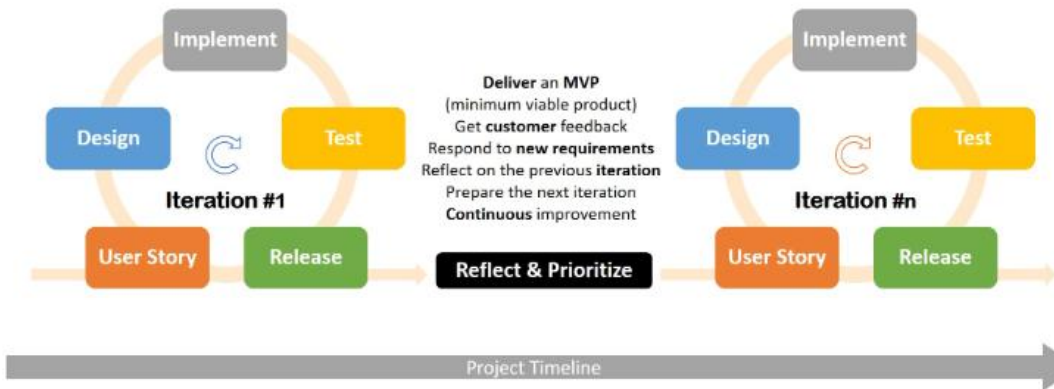 Implement
Design
Test
Iteration #1
User Story
Release
Deliver an MVP
(minimum viable product)
Get customer feedback
Respond to new requirements
Reflect on the previous iteration
Prepare the next iteration
Continuous improvement
Reflect & Prioritize
Implement
Design
Test
Iteration #n
User Story
Release
Project Timeline